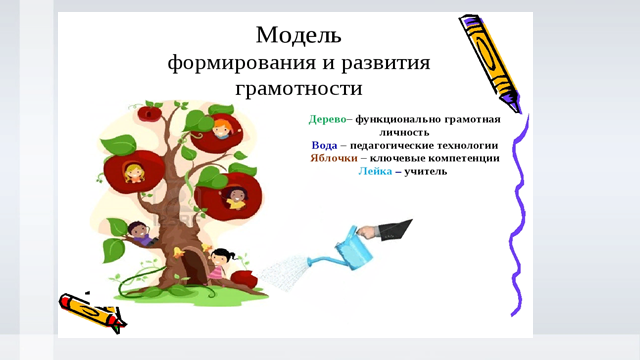 Модель
формирования и развития
грамотности
Дерево– функционально грамотная
личность
Вода – педагогические технологии
Яблочки – ключевые компетенции
Лейка – учитель